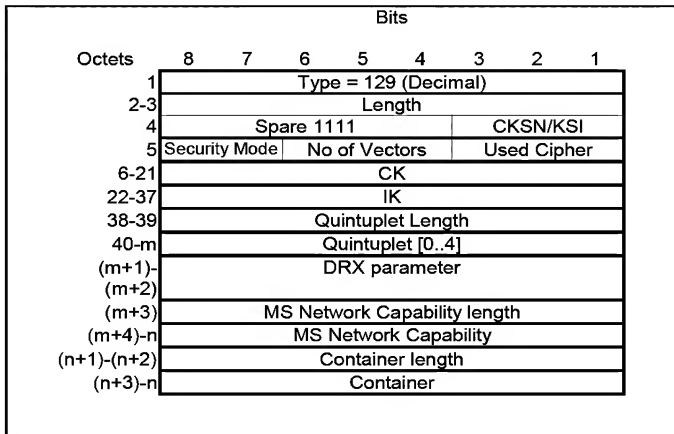 Bits
Octets 8 7 6 5 4 3 2 1
1 Type = 129 (Decimal)
2-3 Length
4 Spare 1111 CKSN/KSI
5 Security Mode No of Vectors Used Cipher
6-21 CK
22-37 IK
38-39 Quintuplet Length
40-m Quintuplet [0..4]
(m+1)- DRX parameter
(m+2)
(m+3) MS Network Capability length
(m+4)-n MS Network Capability
(n+1)-(n+2) Container length
(n+3)-n Container